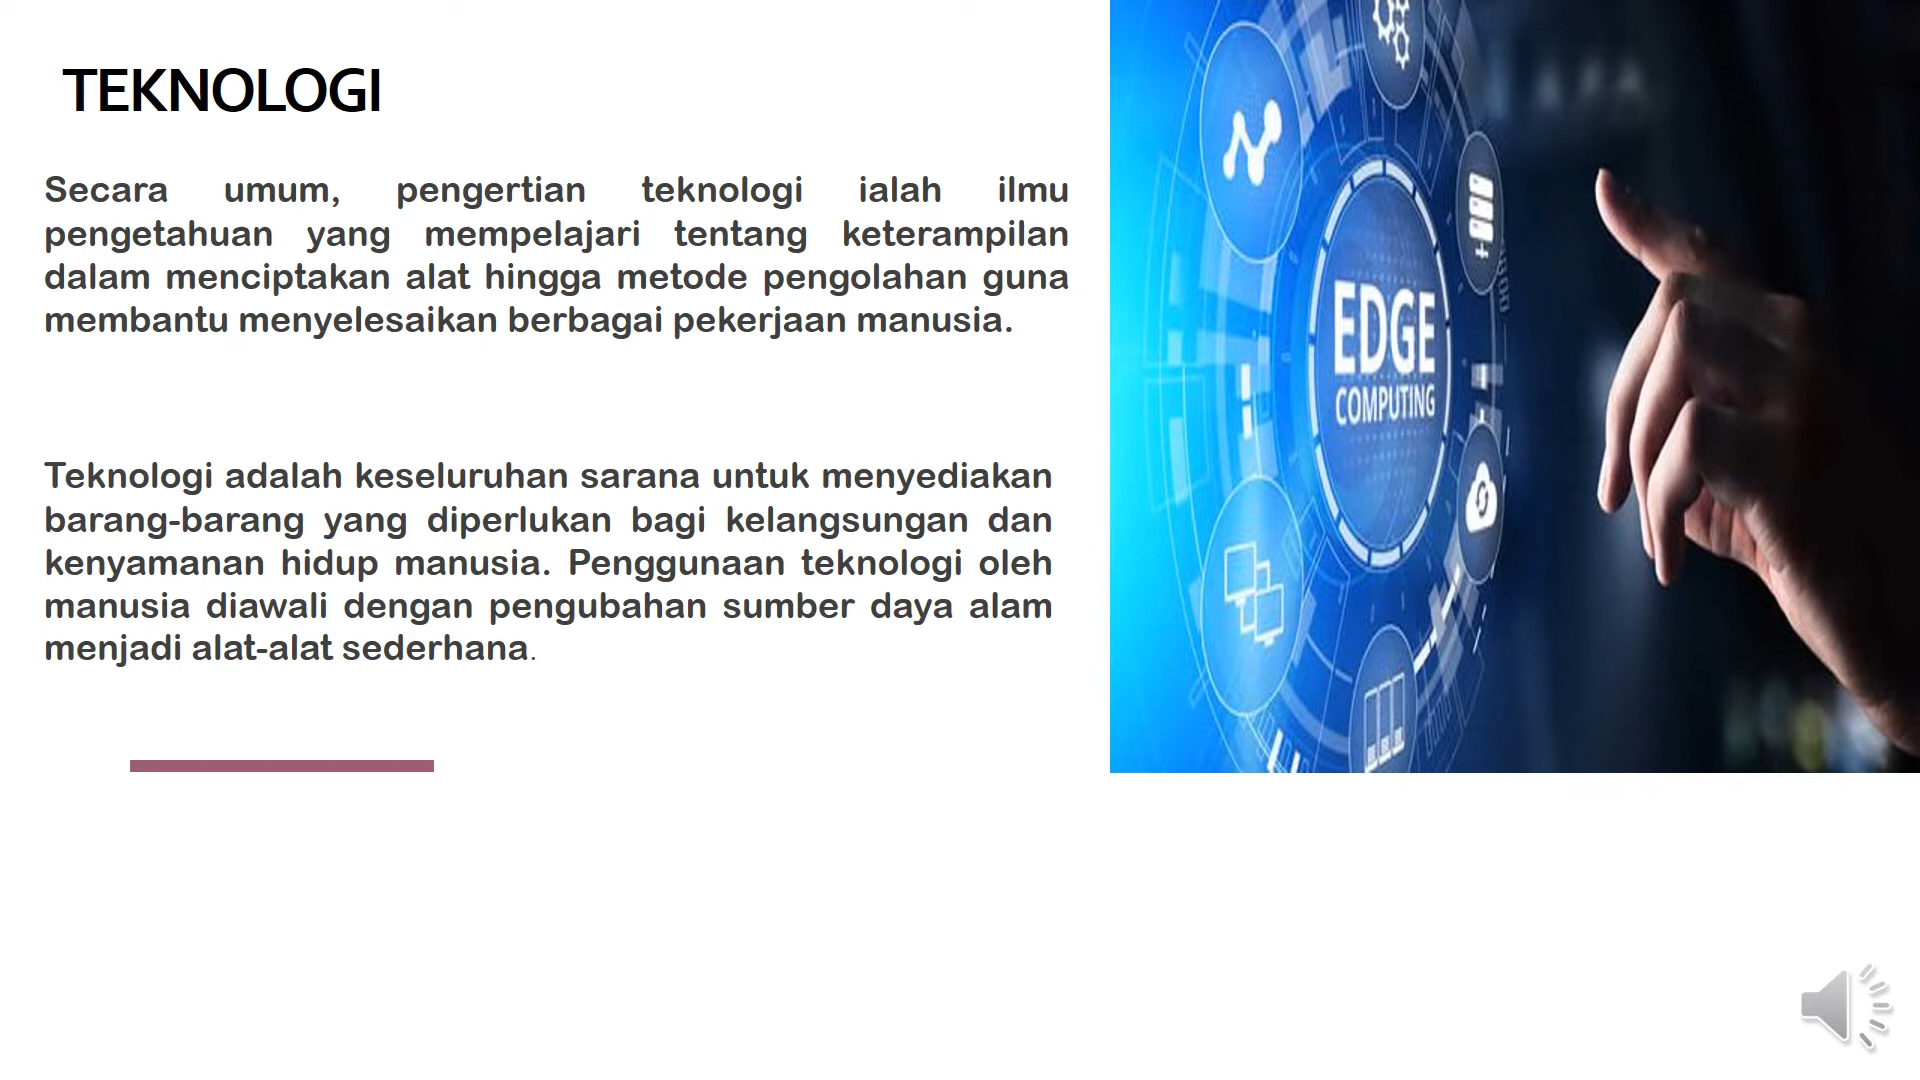 TEKNOLOGI
Secara umum, pengertian teknologi ialah ilmu
pengetahuan yang mempelajari tentang keterampilan
dalam menciptakan alat hingga metode pengolahan guna
membantu menyelesaikan berbagai pekerjaan manusia.
Teknologi adalah keseluruhan sarana untuk menyediakan
barang-barang yang diperlukan bagi kelangsungan dan
kenyamanan hidup manusia. Penggunaan teknologi oleh
manusia diawali dengan pengubahan sumber daya alam
menjadi alat-alat sederhana.
EDGE
COMPUTING